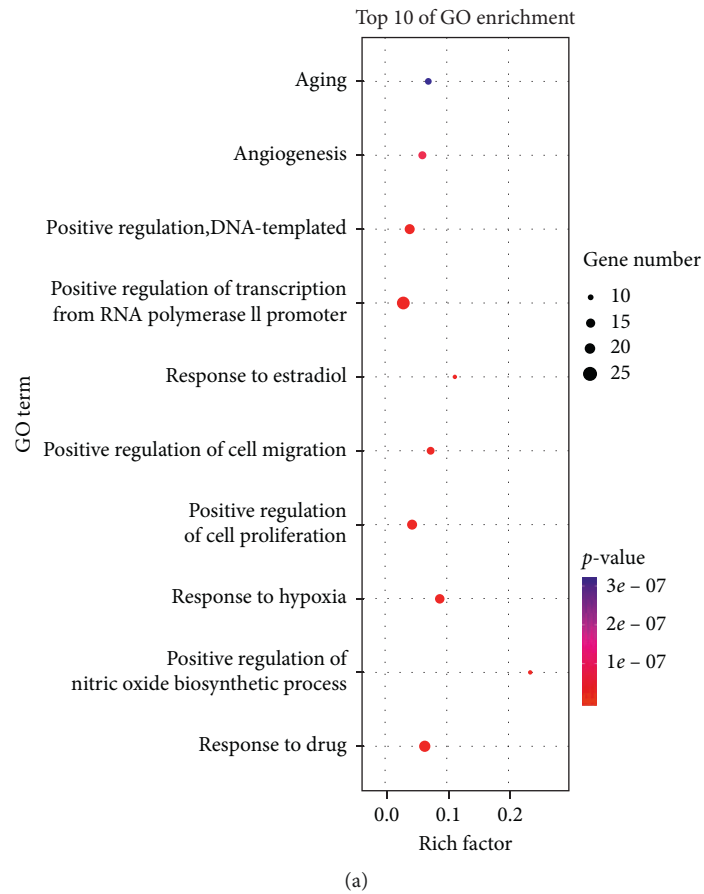 Top 10 of GO enrichment
GO term
Aging
Angiogenesis
Positive regulation,DNA-templated
Positive regulation of transcription
from RNA polymerase ll promoter
Response to estradiol
Positive regulation of cell migration
Positive regulation
of cell proliferation
Response to hypoxia
Positive regulation of
nitric oxide biosynthetic process
Response to drug
0.0 0.1 0.2
Rich factor
Gene number
10
15
20
25
p-value
3e – 07
2e – 07
1e – 07
(a)